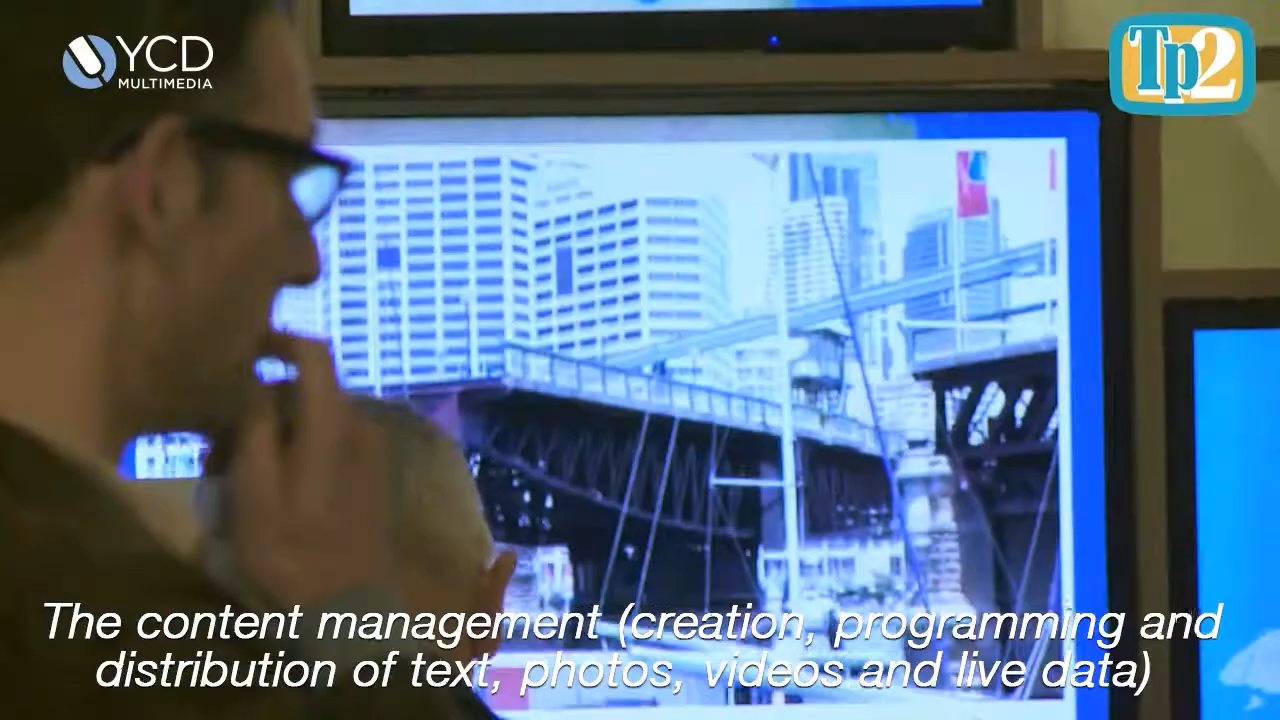 YCD
MULTIMEDIA
Tp2
The content management (creation, programming and
distribution of text, photos, videos and live data)